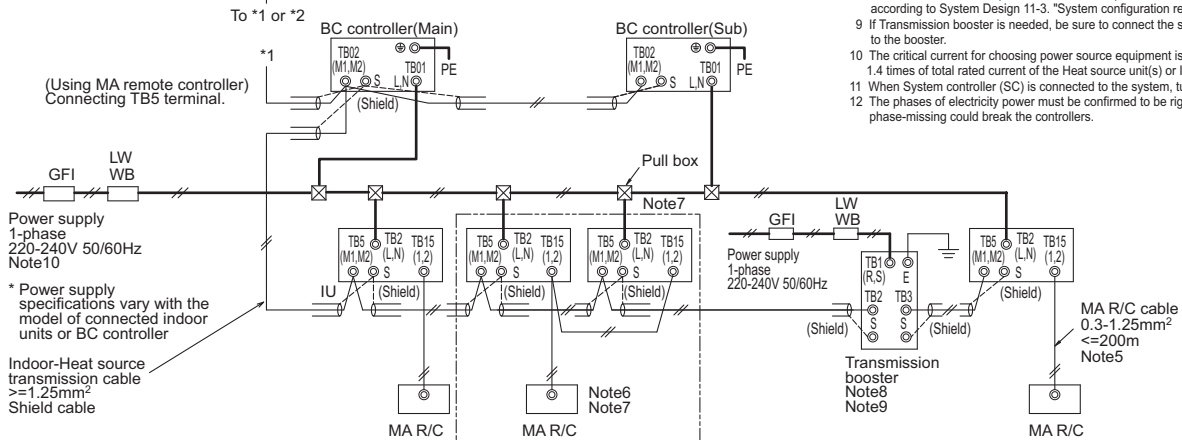 To *1 or *2
*1
(Using MA remote controller)
Connecting TB5 terminal.
BC controller(Main)
TB02
(M1,M2)
S
TB01
L,N
PE
(Shield)
BC controller(Sub)
TB02
(M1,M2)
S
TB01
L,N
PE
according to System Design 11-3. "System configuration re
9 If Transmission booster is needed, be sure to connect the s
to the booster.
10 The critical current for choosing power source equipment is
1.4 times of total rated current of the Heat source unit(s) or I
11 When System controller (SC) is connected to the system, tu
12 The phases of electricity power must be confirmed to be rig
phase-missing could break the controllers.
GFI
LW
WB
Pull box
Note7
Power supply
1-phase
220-240V 50/60Hz
Note10
* Power supply
specifications vary with the
model of connected indoor
units or BC controller
Indoor-Heat source
transmission cable
>=1.25mm²
Shield cable
IU
TB5
(M1,M2)
TB2
(L,N)
TB15
(1,2)
S
(Shield)
TB5
(M1,M2)
TB2
(L,N)
TB15
(1,2)
S
(Shield)
TB5
(M1,M2)
TB2
(L,N)
TB15
(1,2)
S
(Shield)
GFI
LW
WB
Power supply
1-phase
220-240V 50/60Hz
TB1
(R,S)
E
TB2
TB3
S
S
(Shield)
(Shield)
Transmission
booster
Note8
Note9
TB5
(M1,M2)
TB2
(L,N)
TB15
(1,2)
S
(Shield)
MA R/C cable
0.3-1.25mm²
<=200m
Note5
MA R/C
MA R/C
Note6
Note7
MA R/C